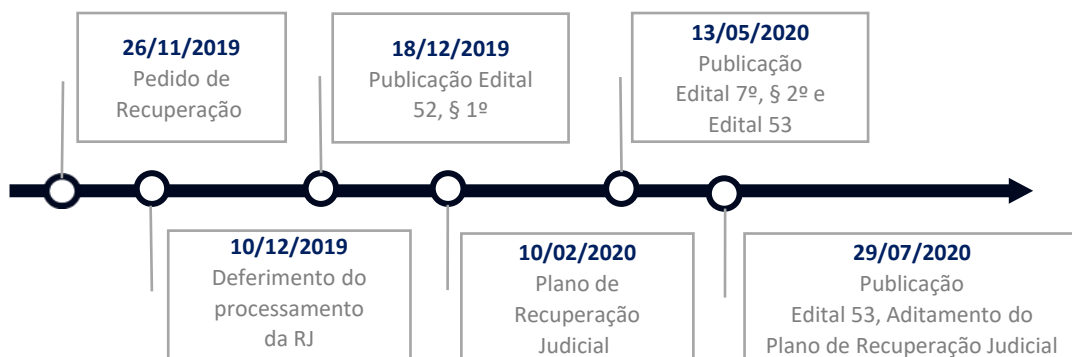 26/11/2019
Pedido de
Recuperação
18/12/2019
Publicação Edital
52, § 1º
13/05/2020
Publicação
Edital 7º, § 2º e
Edital 53
10/12/2019
Deferimento do
processamento
da RJ
10/02/2020
Plano de
Recuperação
Judicial
29/07/2020
Publicação
Edital 53, Aditamento do
Plano de Recuperação Judicial